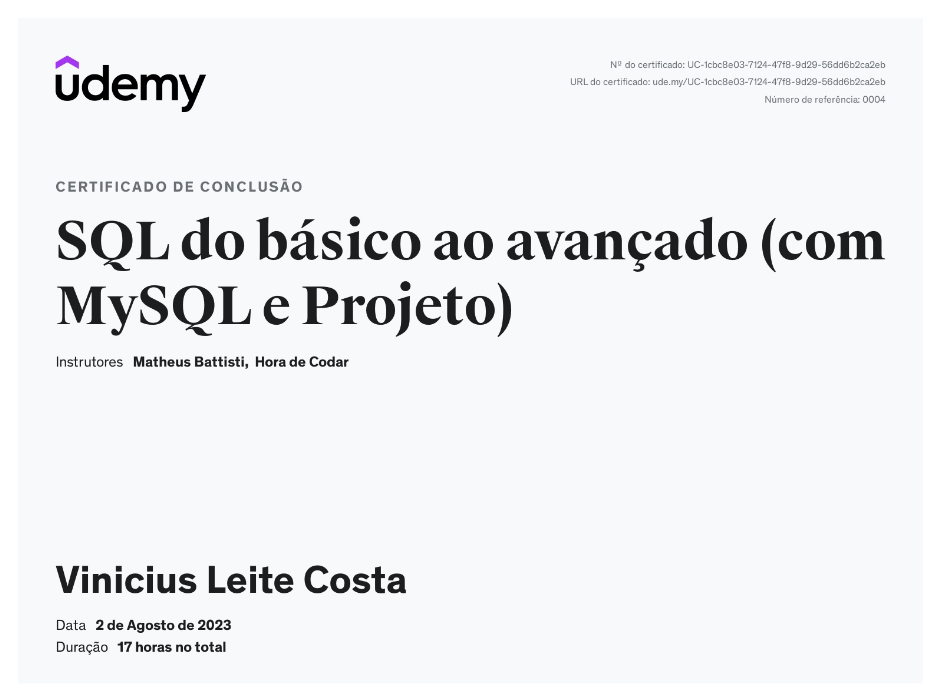 udemy
Nº do certificado: UC-1cbc8e03-7124-47f8-9d29-56dd6b2ca2eb
URL do certificado: ude.my/UC-1cbc8e03-7124-47f8-9d29-56dd6b2ca2eb
Número de referência: 0004
CERTIFICADO DE CONCLUSÃO
SQL do básico ao avançado (com
MySQL e Projeto)
Instrutores Matheus Battisti, Hora de Codar
Vinicius Leite Costa
Data 2 de Agosto de 2023
Duração 17 horas no total